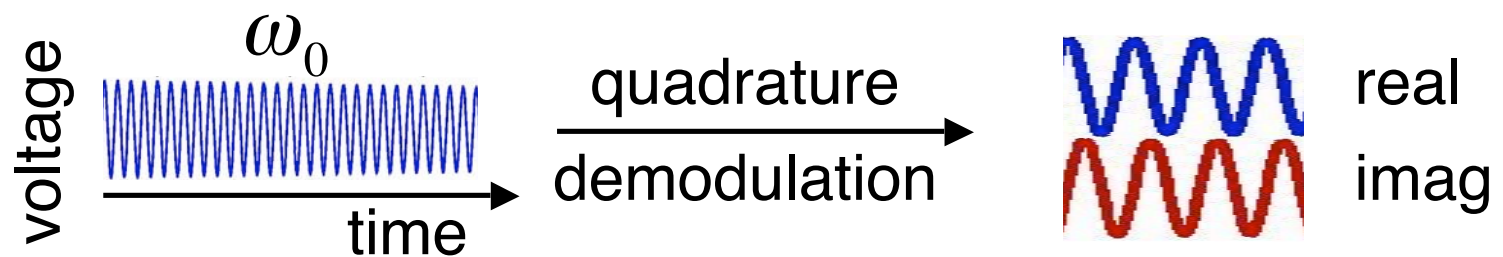 voltage
ω₀
time
quadrature
demodulation
real
imag